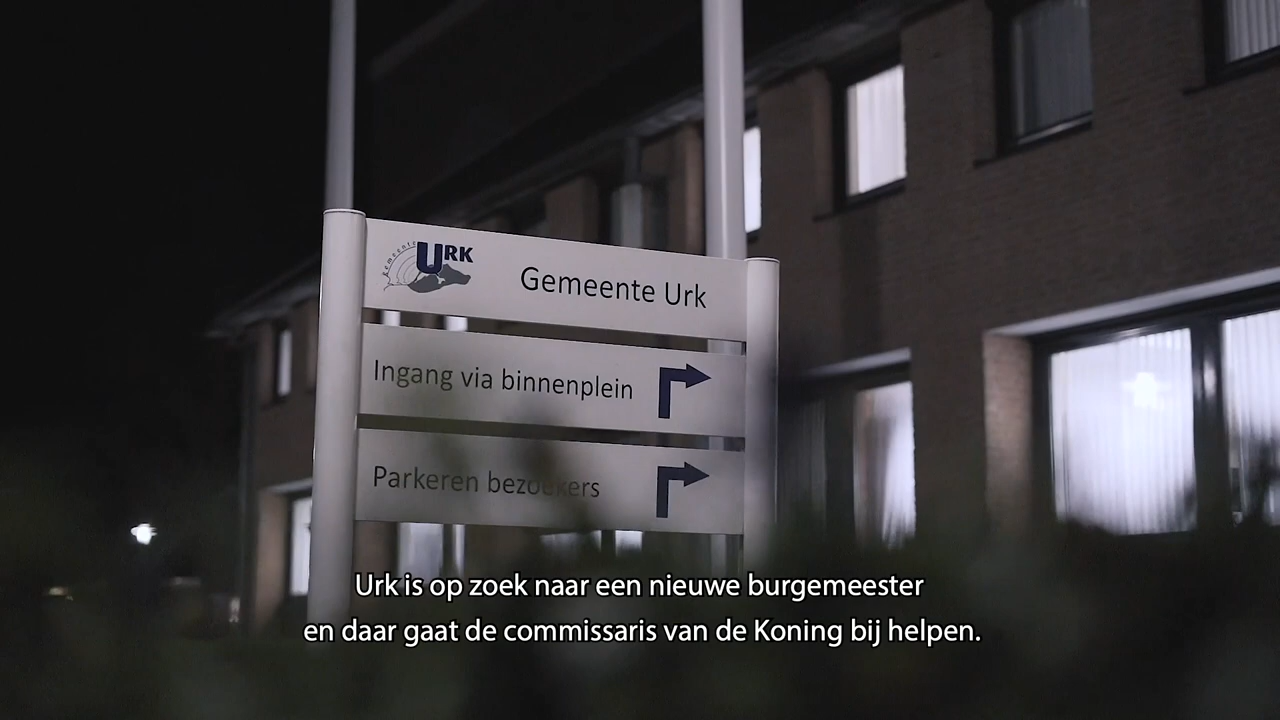 gemeente URK
Gemeente Urk
Ingang via binnenplein
Parkeren bezoekers
Urk is op zoek naar een nieuwe burgemeester
en daar gaat de commissaris van de Koning bij helpen.